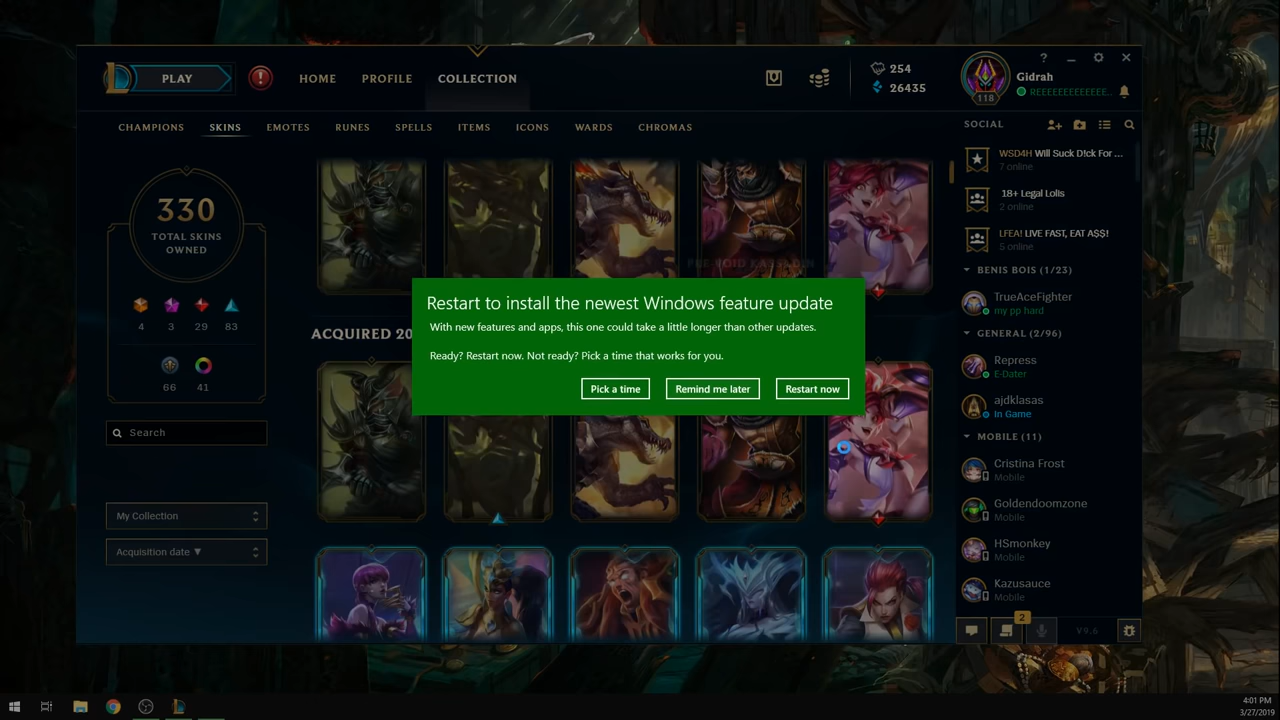 PLAY
HOME
PROFILE
COLLECTION
254
26435
?
118
Gidrah
REEEEEEEEEEEEE...
CHAMPIONS
SKINS
EMOTES
RUNES
SPELLS
ITEMS
ICONS
WARDS
CHROMAS
SOCIAL
330
TOTAL SKINS
OWNED
4
3
29
83
66
41
Search
My Collection
Acquisition date ▼
PRE-VOID KASSADIN
ACQUIRED 20
Restart to install the newest Windows feature update
With new features and apps, this one could take a little longer than other updates.
Ready? Restart now. Not ready? Pick a time that works for you.
Pick a time
Remind me later
Restart now
WSD4H Will Suck D!ck For ...
7 online
18+ Legal Lolis
2 online
LFEA! LIVE FAST, EAT A$$!
5 online
BENIS BOIS (1/23)
TrueAceFighter
my pp hard
GENERAL (2/96)
Repress
E-Dater
ajdklasas
In Game
MOBILE (11)
Cristina Frost
Mobile
Goldendoomzone
Mobile
HSmonkey
Mobile
Kazusauce
Mobile
2
V9.6
4:01 PM
3/27/2019